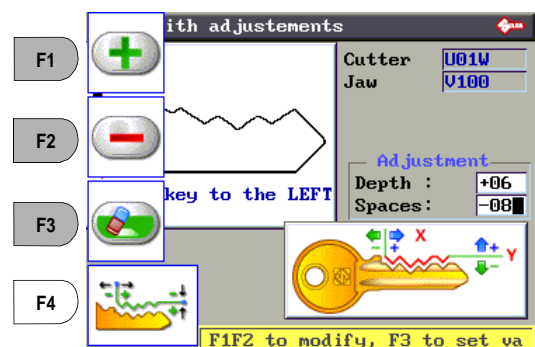 ith adjustements
F1
Cutter U01W
Jaw V100
F2
Adjustment
key to the LEFT
Depth : +06
Spaces: -08
F3
X
- +
+ Y
-
F4
F1F2 to modify, F3 to set va